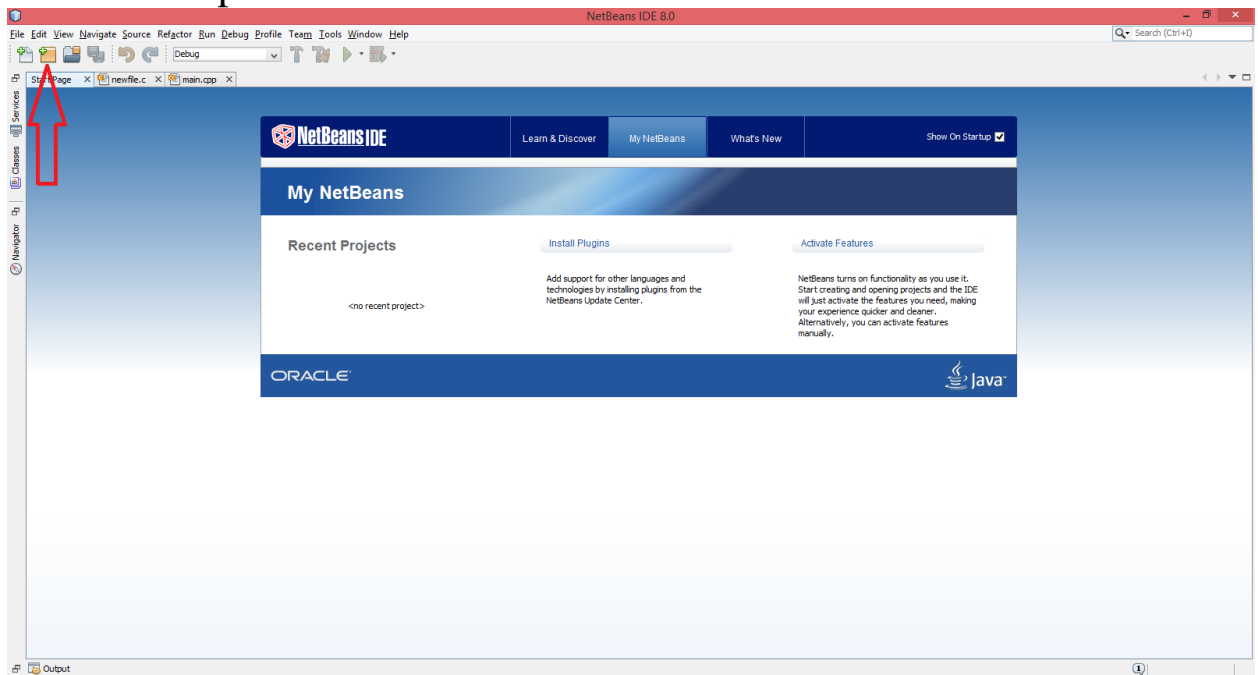 NetBeans IDE 8.0
File Edit View Navigate Source Refactor Run Debug Profile Team Tools Window Help
Search (Ctrl+I)
Debug
Start Page newfile.c main.cpp
Services
Classes
Navigator
NetBeans IDE
Learn & Discover My NetBeans What's New Show On Startup
My NetBeans
Recent Projects
<no recent project>
Install Plugins
Add support for other languages and
technologies by installing plugins from the
NetBeans Update Center.
Activate Features
NetBeans turns on functionality as you use it.
Start creating and opening projects and the IDE
will just activate the features you need, making
your experience quicker and cleaner.
Alternatively, you can activate features
manually.
ORACLE Java
Output
1